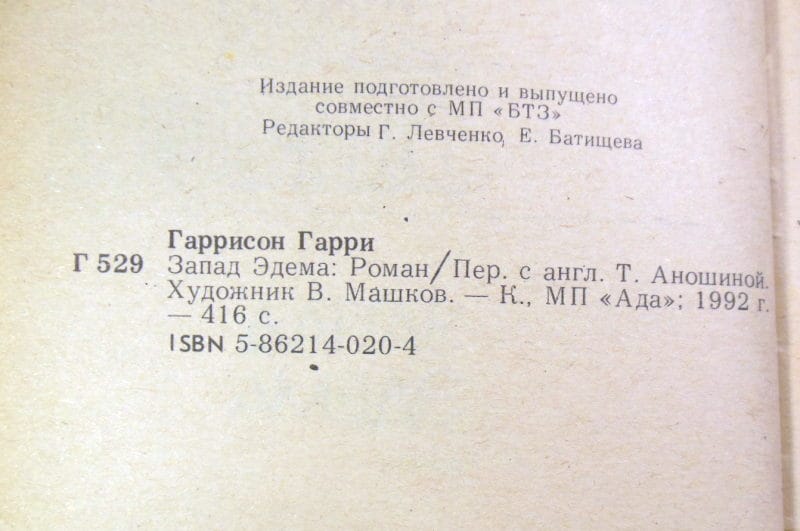 Издание подготовлено и выпущено
совместно с МП «БТЗ»
Редакторы Г. Левченко, Е. Батищева
Гаррисон Гарри
Г 529 Запад Эдема: Роман/Пер. с англ. Т. Аношиной.
Художник В. Машков. — К., МП «Ада»; 1992 г.
— 416 с.
ISBN 5-86214-020-4